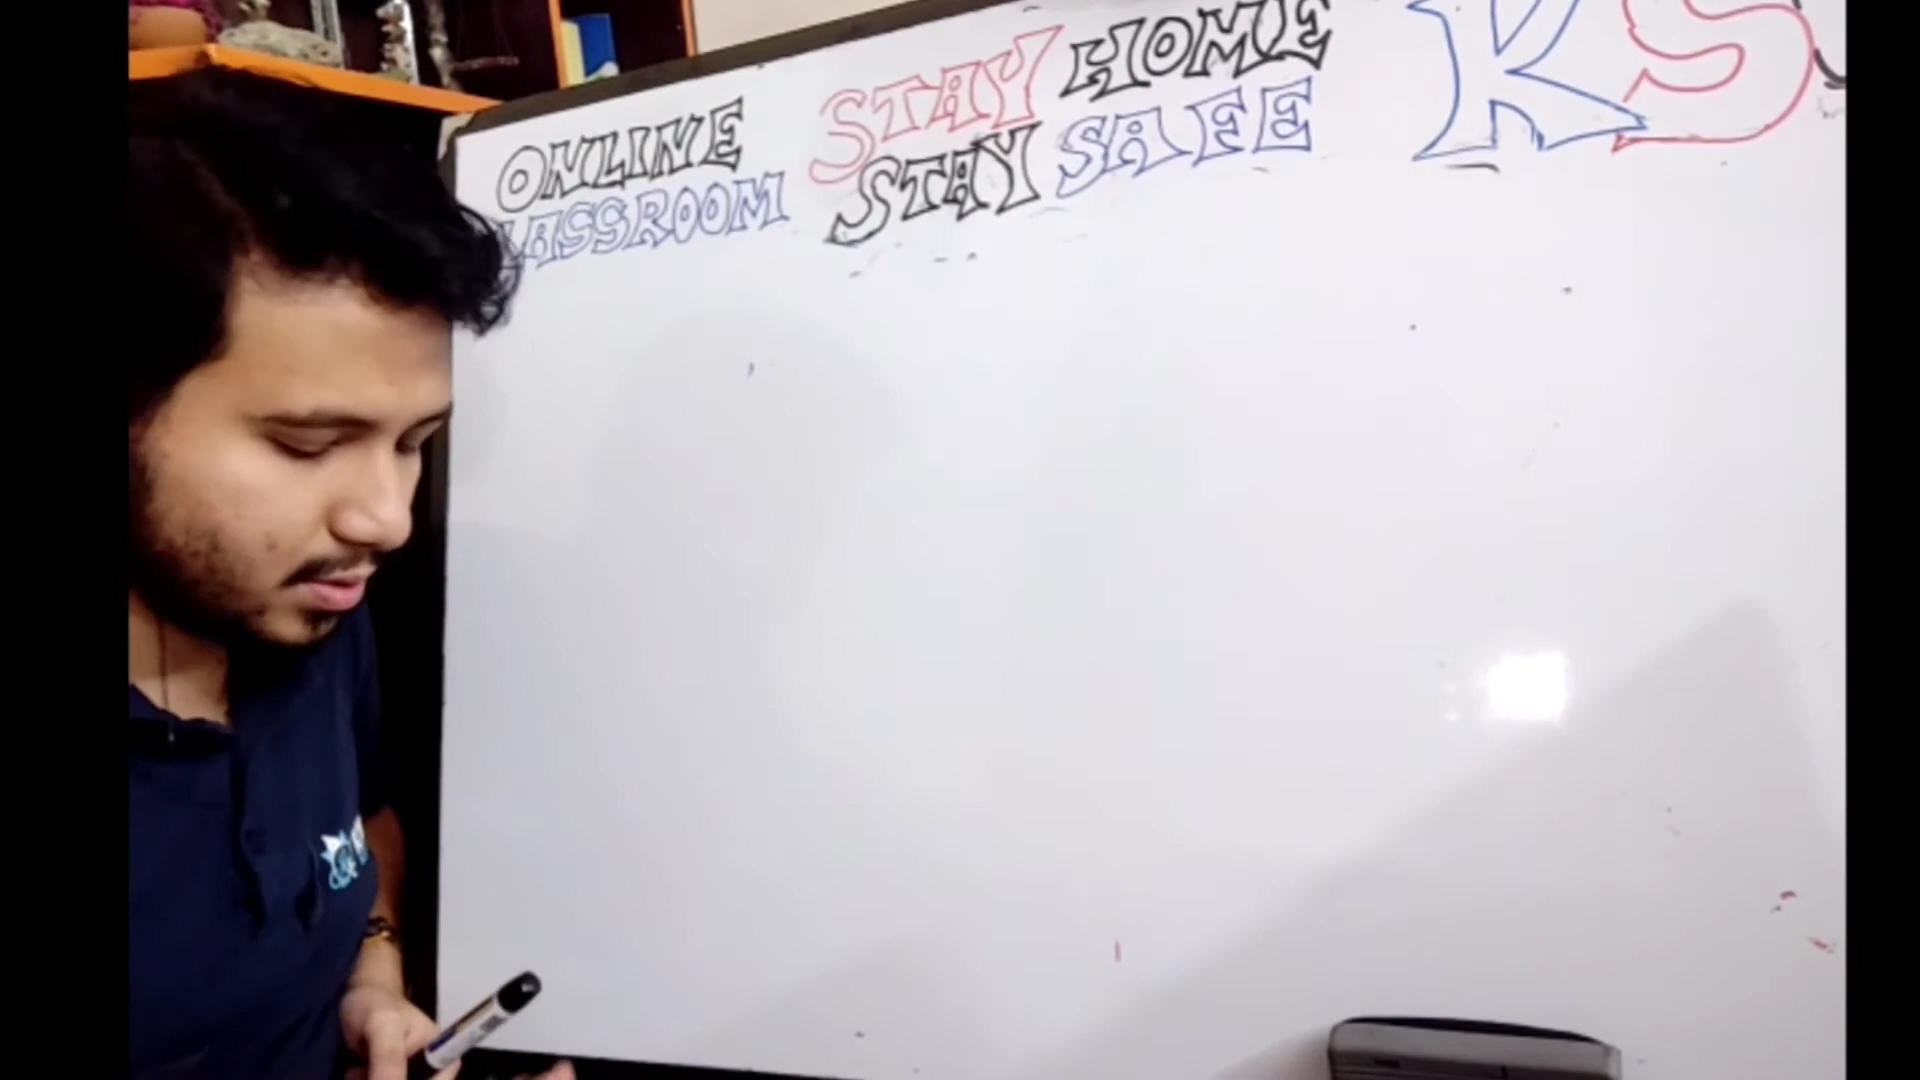 ONLINE
CLASSROOM
STAY HOME
STAY SAFE
KS